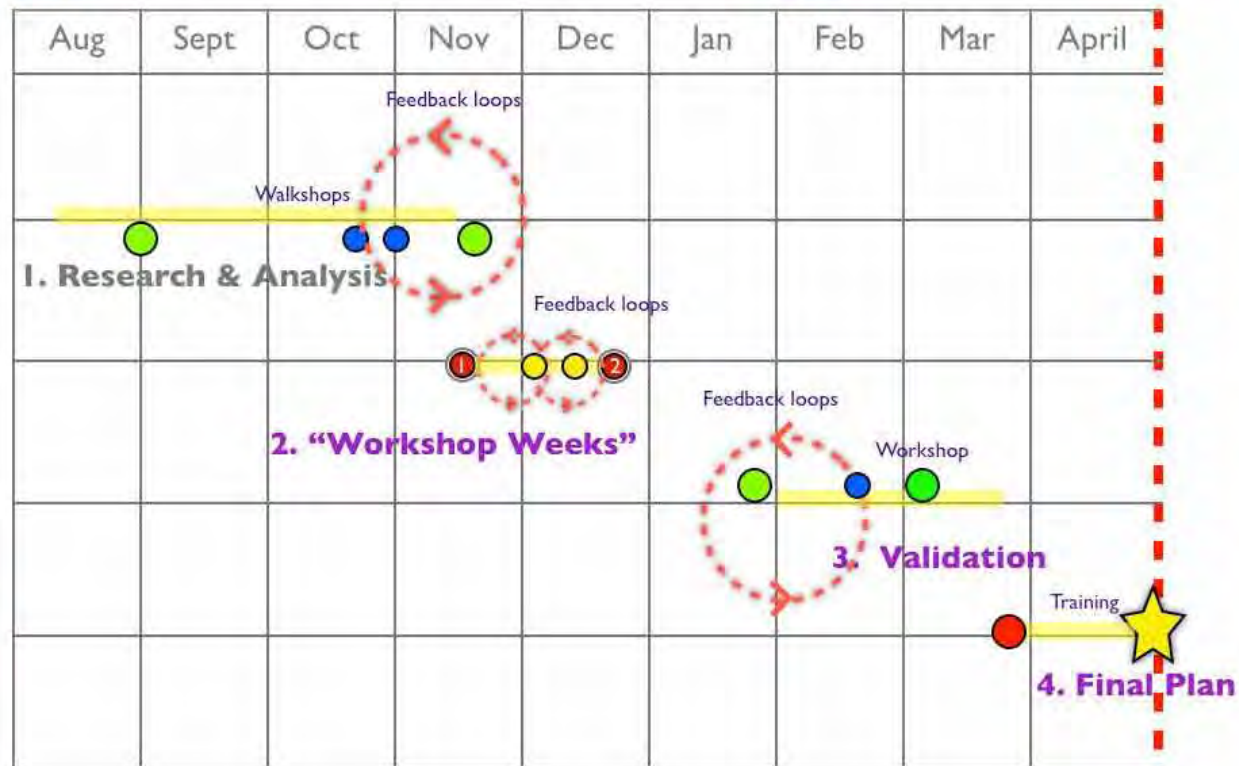 Aug Sept Oct Nov Dec Jan Feb Mar April
Feedback loops
Walkshops
1. Research & Analysis
Feedback loops
1 2
2. “Workshop Weeks”
Feedback loops
Workshop
3. Validation
Training
4. Final Plan